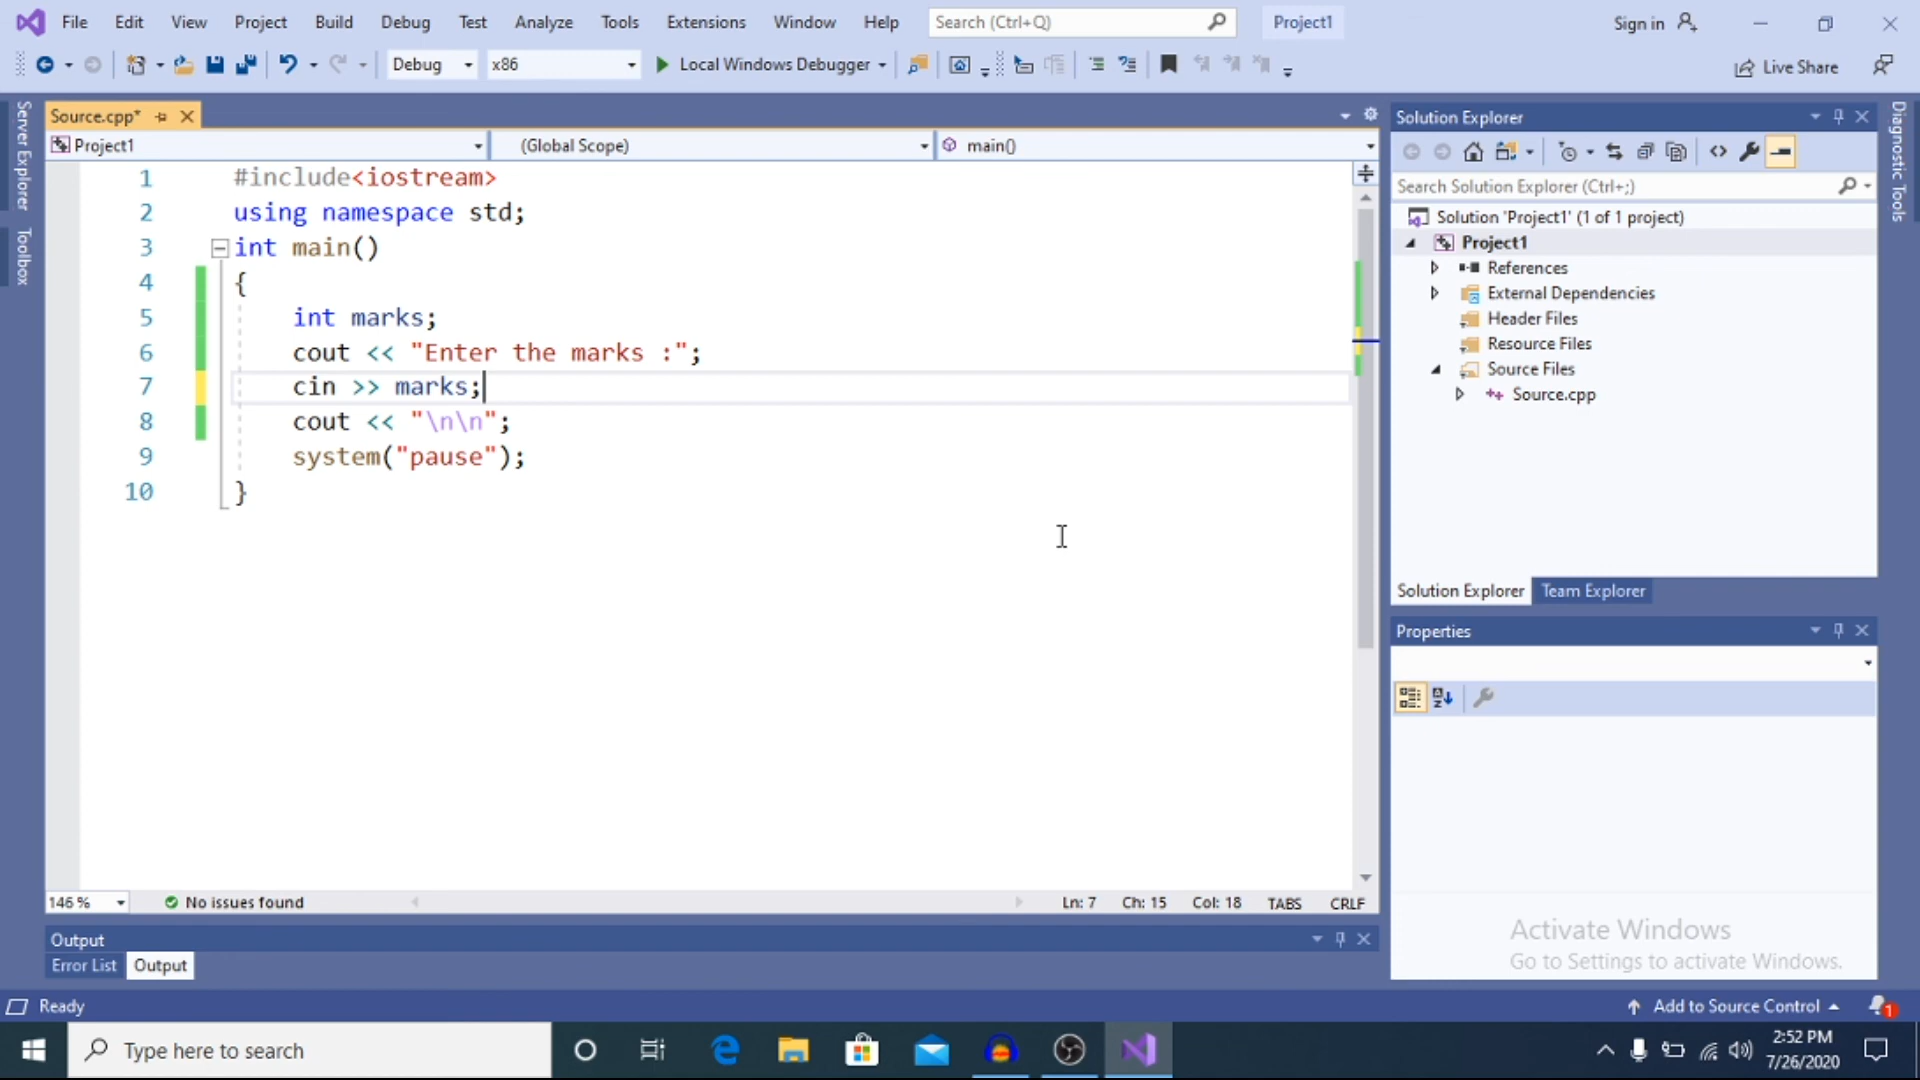 File Edit View Project Build Debug Test Analyze Tools Extensions Window Help Search (Ctrl+Q) Project1 Sign in
Debug x86 Local Windows Debugger Live Share
Server Explorer
Toolbox
Source.cpp*
Project1 (Global Scope) main()
1 #include<iostream>
2 using namespace std;
3 int main()
4 {
5 int marks;
6 cout << "Enter the marks :";
7 cin >> marks;
8 cout << "\n\n";
9 system("pause");
10 }
146 % No issues found Ln: 7 Ch: 15 Col: 18 TABS CRLF
Output
Error List Output
Solution Explorer
Search Solution Explorer (Ctrl+;)
Solution 'Project1' (1 of 1 project)
Project1
References
External Dependencies
Header Files
Resource Files
Source Files
Source.cpp
Solution Explorer Team Explorer
Properties
Diagnostic Tools
Activate Windows
Go to Settings to activate Windows.
Ready Add to Source Control 1
Type here to search
2:52 PM
7/26/2020